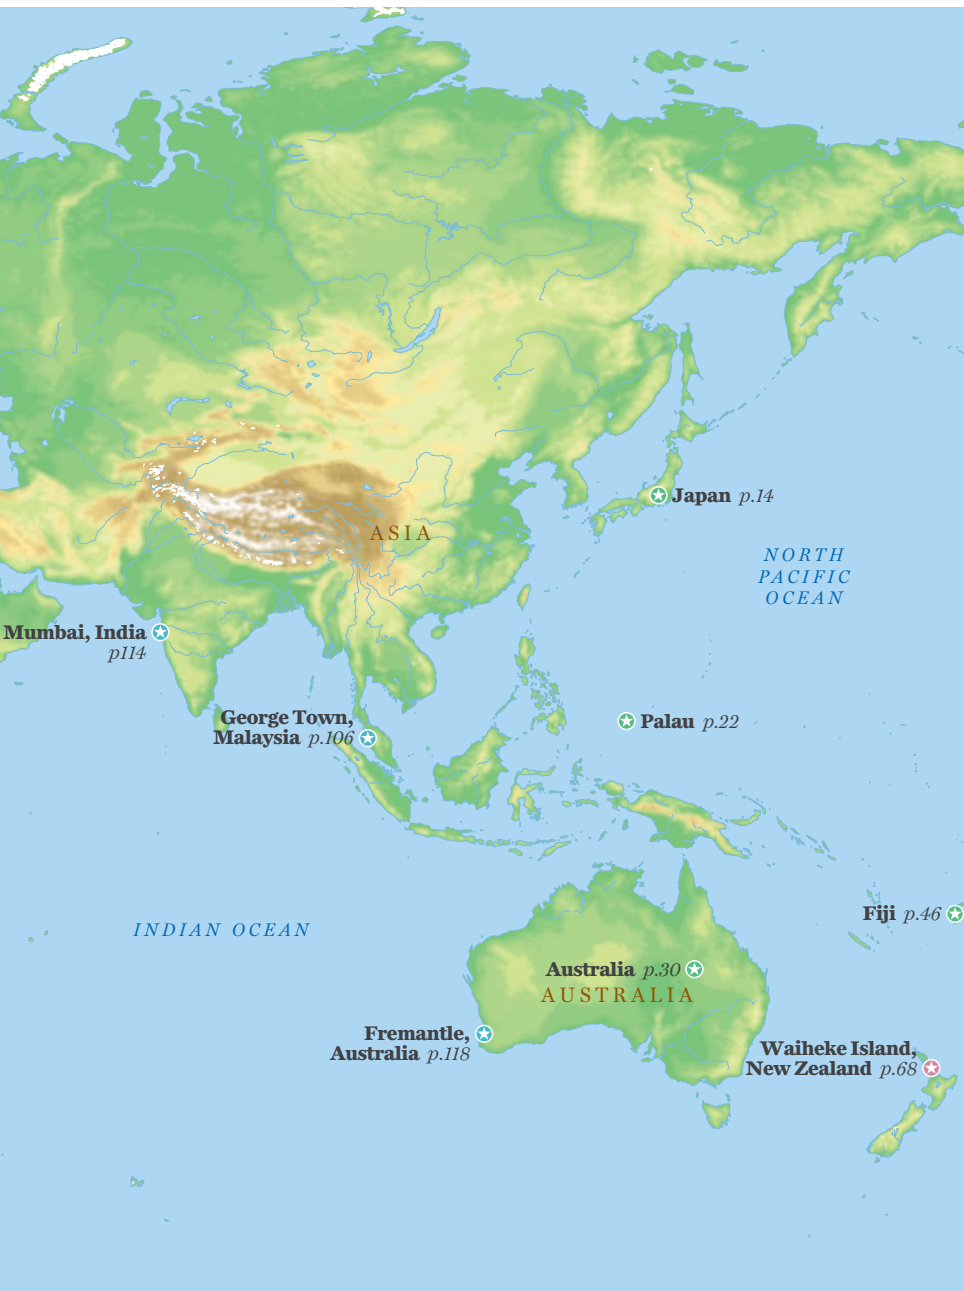 ASIA
Japan p.14
NORTH
PACIFIC
OCEAN
Mumbai, India
p114
George Town,
Malaysia p.106
Palau p.22
INDIAN OCEAN
Fiji p.46
Australia p.30
AUSTRALIA
Fremantle,
Australia p.118
Waiheke Island,
New Zealand p.68